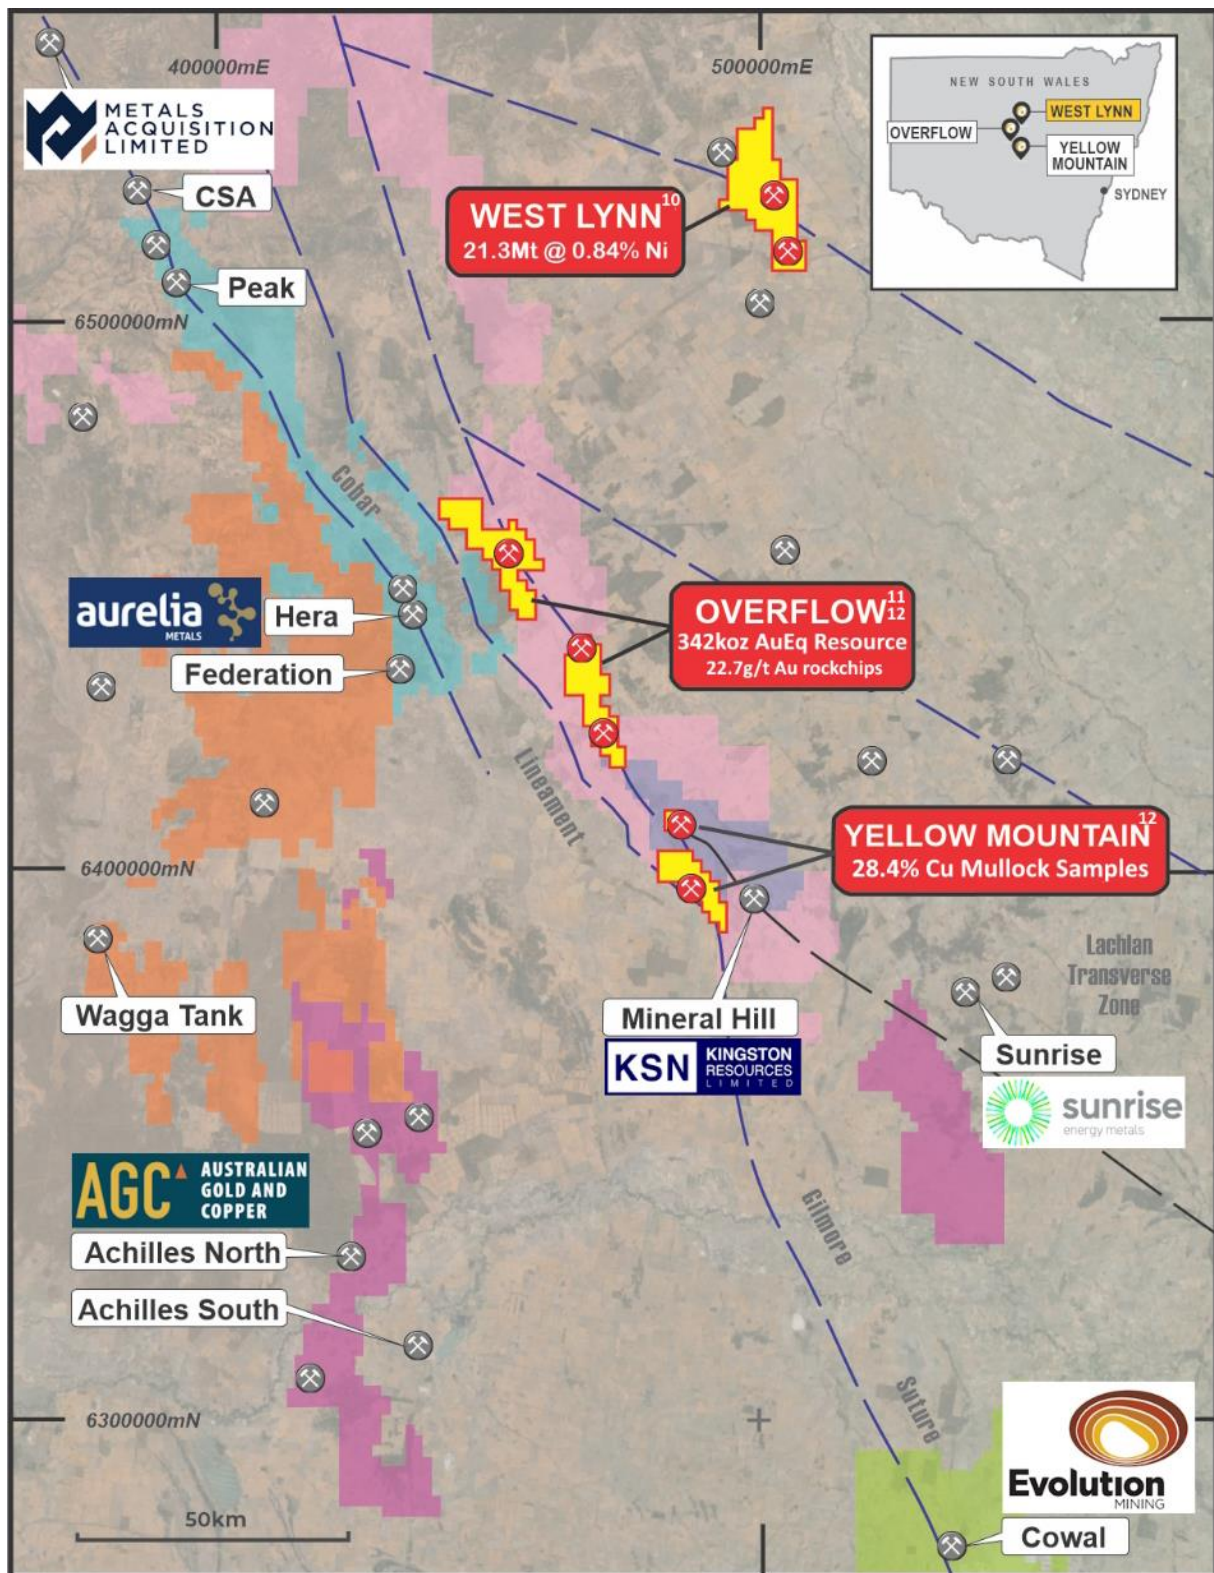 400000mE
500000mE
METALS
ACQUISITION
LIMITED
NEW SOUTH WALES
WEST LYNN
OVERFLOW
YELLOW
MOUNTAIN
SYDNEY
CSA
WEST LYNN10
21.3Mt @ 0.84% Ni
Peak
6500000mN
Cobar
aurelia
METALS
Hera
Federation
OVERFLOW11 12
342koz AuEq Resource
22.7g/t Au rockchips
Lineament
YELLOW MOUNTAIN12
28.4% Cu Mullock Samples
6400000mN
Lachlan
Transverse
Zone
Wagga Tank
Mineral Hill
KSN KINGSTON
RESOURCES
LIMITED
Sunrise
sunrise
energy metals
AGC AUSTRALIAN
GOLD AND
COPPER
Gilmore
Achilles North
Achilles South
Suture
6300000mN
Evolution
MINING
50km
Cowal